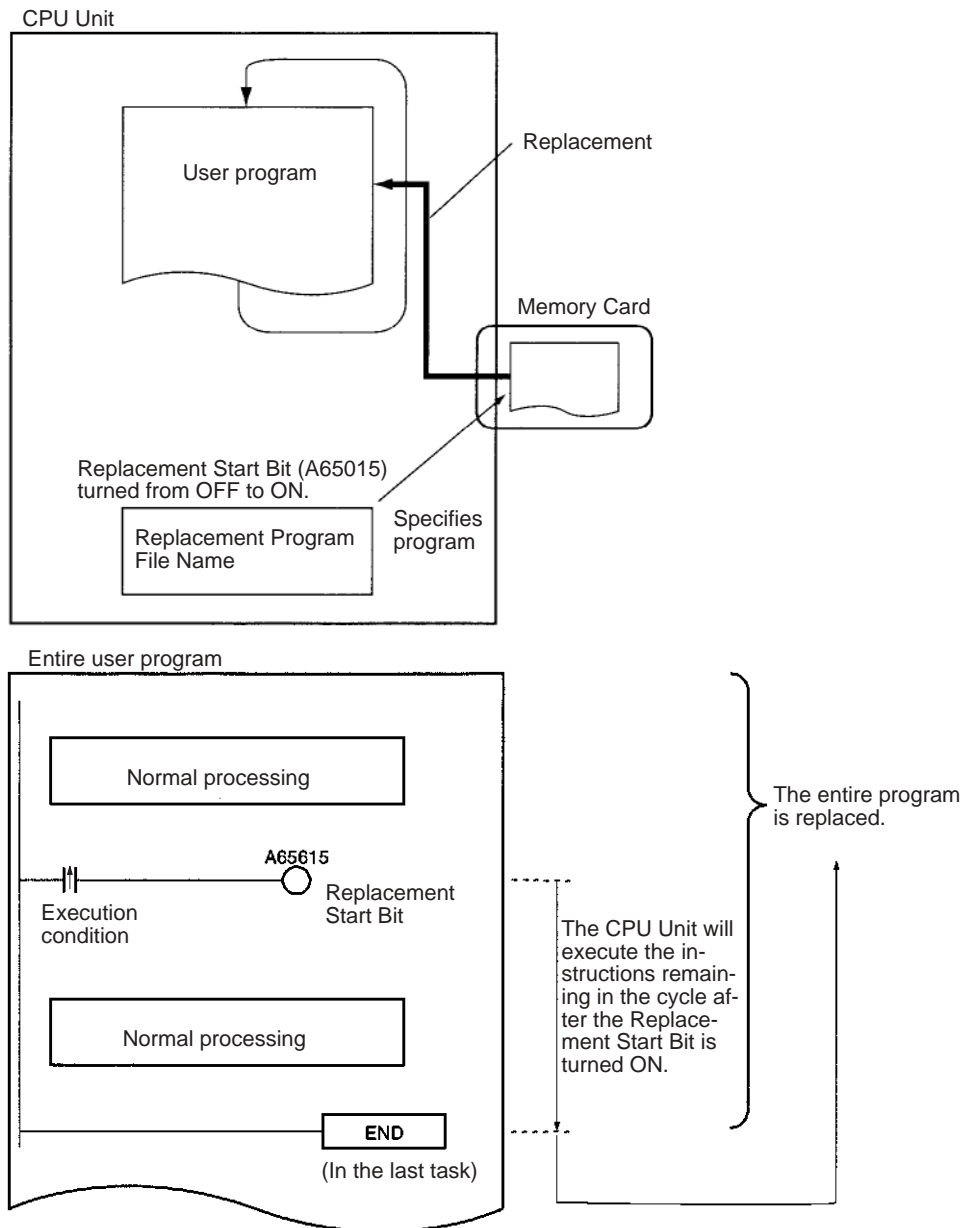 CPU Unit
User program
Replacement
Memory Card
Replacement Start Bit (A65015)
turned from OFF to ON.
Specifies
program
Replacement Program
File Name
Entire user program
Normal processing
The entire program
is replaced.
A65615
Replacement
Start Bit
Execution
condition
The CPU Unit will
execute the in-
structions remain-
ing in the cycle af-
ter the Replace-
ment Start Bit is
turned ON.
Normal processing
END
(In the last task)